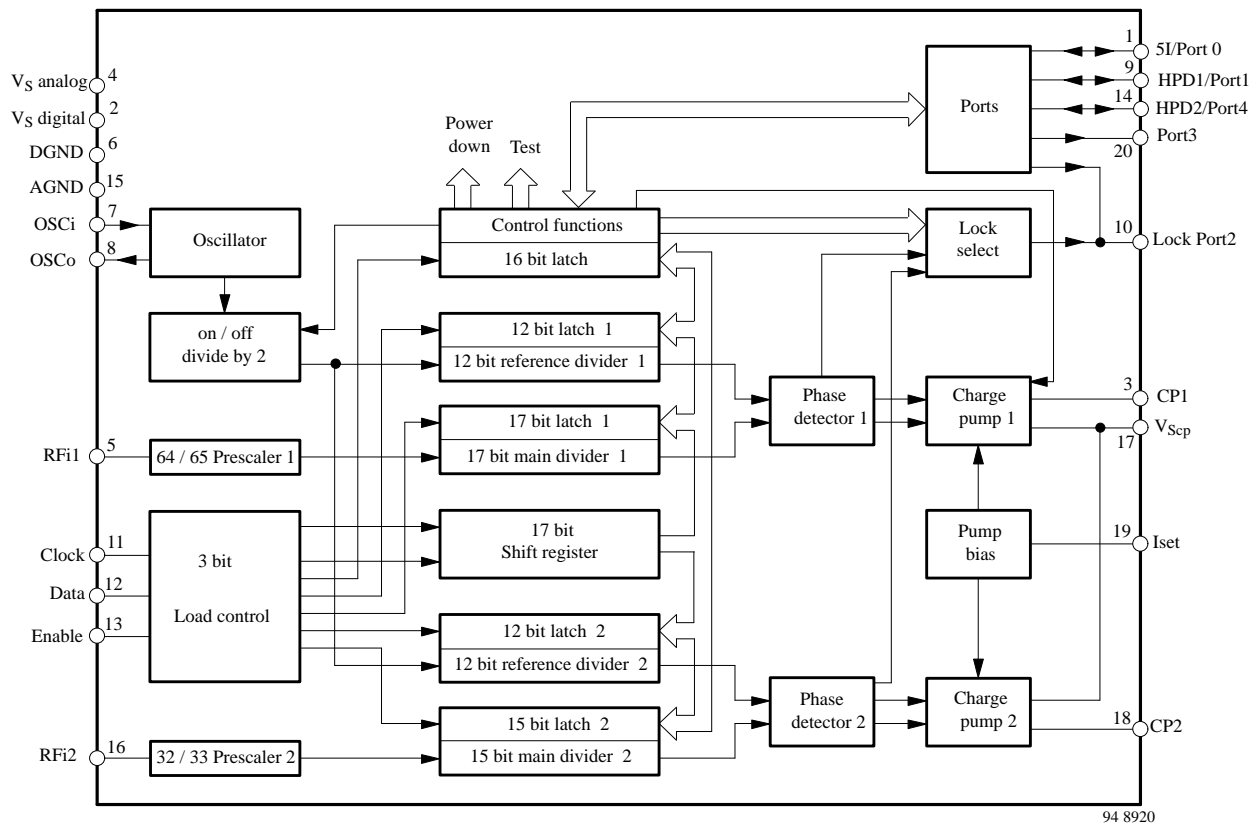 V_S analog
4
V_S digital
2
DGND
6
AGND
15
OSCi
7
OSCo
8
Oscillator
on / off
divide by 2
RFi1
5
64 / 65 Prescaler 1
Clock
11
Data
12
Enable
13
3 bit
Load control
RFi2
16
32 / 33 Prescaler 2
Power
down
Test
Control functions
16 bit latch
12 bit latch 1
12 bit reference divider 1
17 bit latch 1
17 bit main divider 1
17 bit
Shift register
12 bit latch 2
12 bit reference divider 2
15 bit latch 2
15 bit main divider 2
Phase
detector 1
Phase
detector 2
Ports
Lock
select
Charge
pump 1
Pump
bias
Charge
pump 2
1
5I/Port 0
9
HPD1/Port1
14
HPD2/Port4
Port3
20
10
Lock Port2
3
CP1
V_Scp
17
19
Iset
18
CP2
94 8920